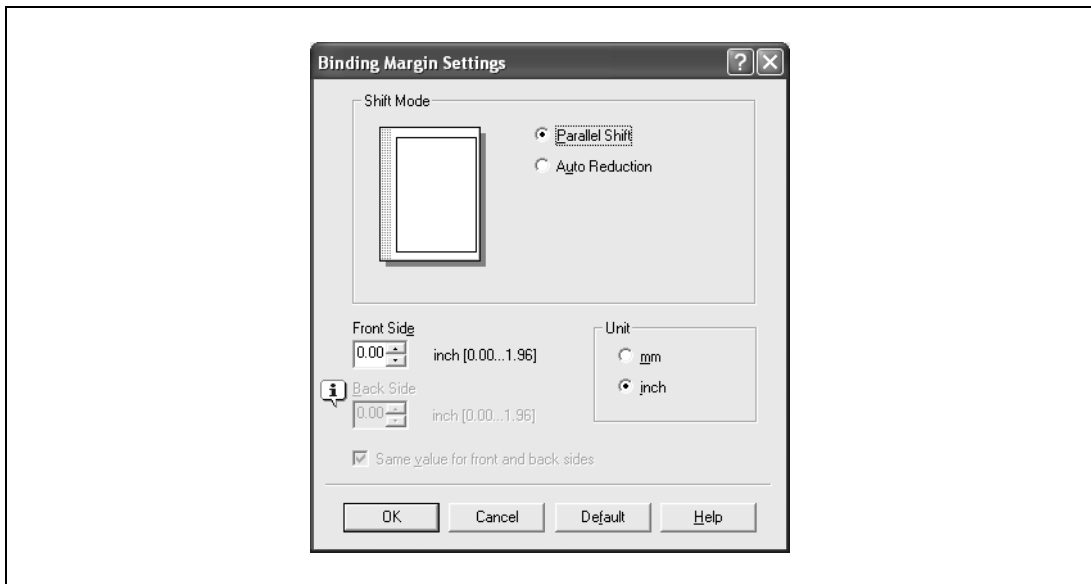 Binding Margin Settings
Shift Mode
Parallel Shift
Auto Reduction
Front Side
0.00 inch [0.00...1.96]
Back Side
0.00 inch [0.00...1.96]
Same value for front and back sides
Unit
mm
inch
OK Cancel Default Help